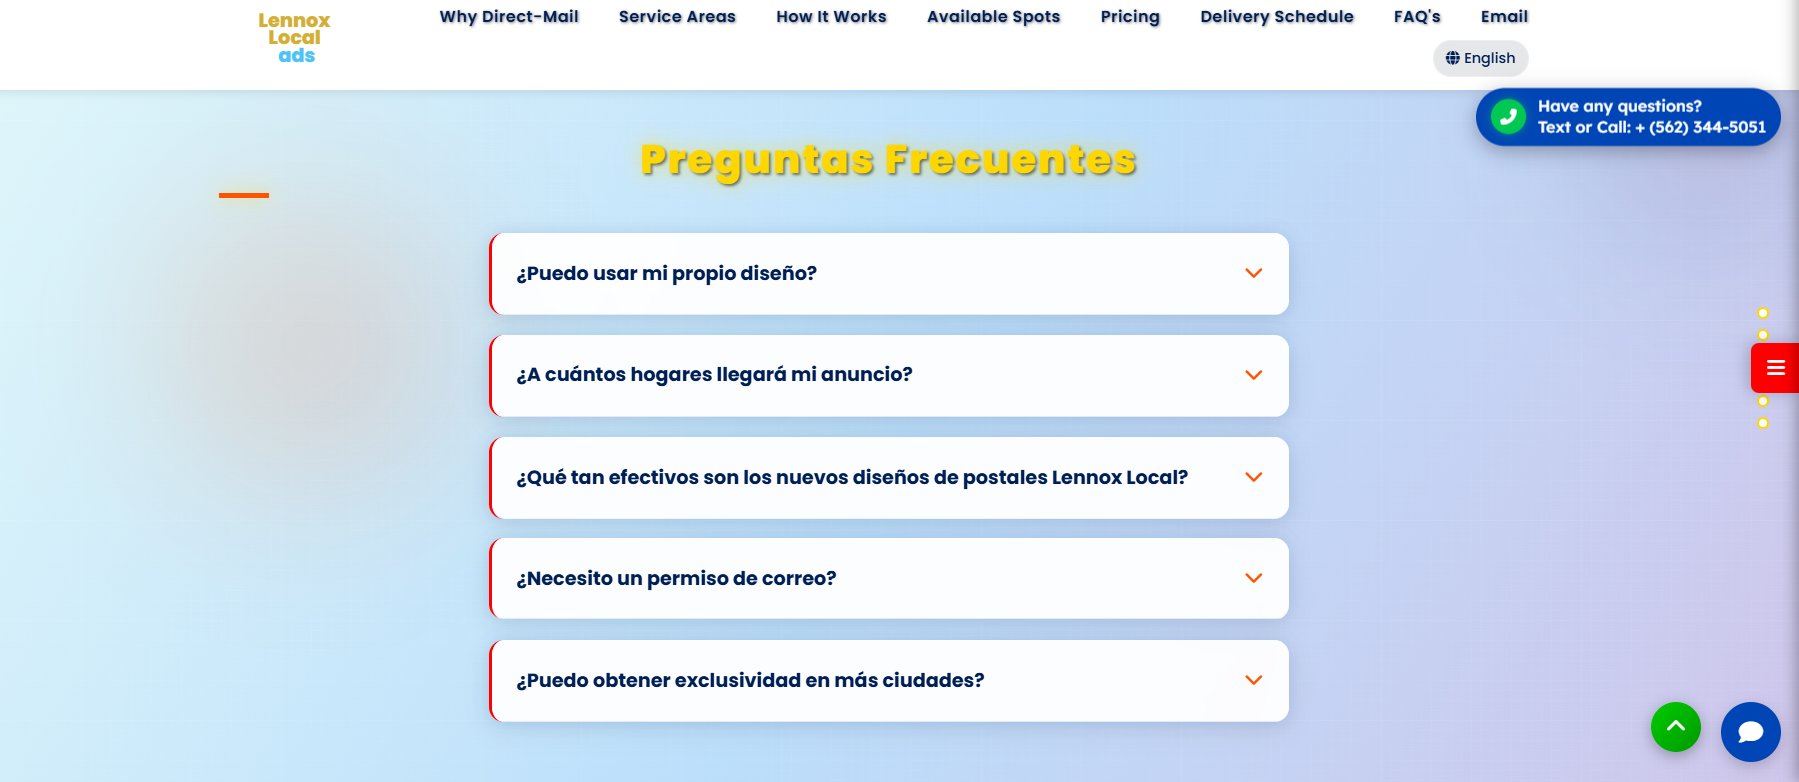 Lennox
Local
ads
Why Direct-Mail
Service Areas
How It Works
Available Spots
Pricing
Delivery Schedule
FAQ's
Email
English
Have any questions?
Text or Call: + (562) 344-5051
Preguntas Frecuentes
¿Puedo usar mi propio diseño?
¿A cuántos hogares llegará mi anuncio?
¿Qué tan efectivos son los nuevos diseños de postales Lennox Local?
¿Necesito un permiso de correo?
¿Puedo obtener exclusividad en más ciudades?